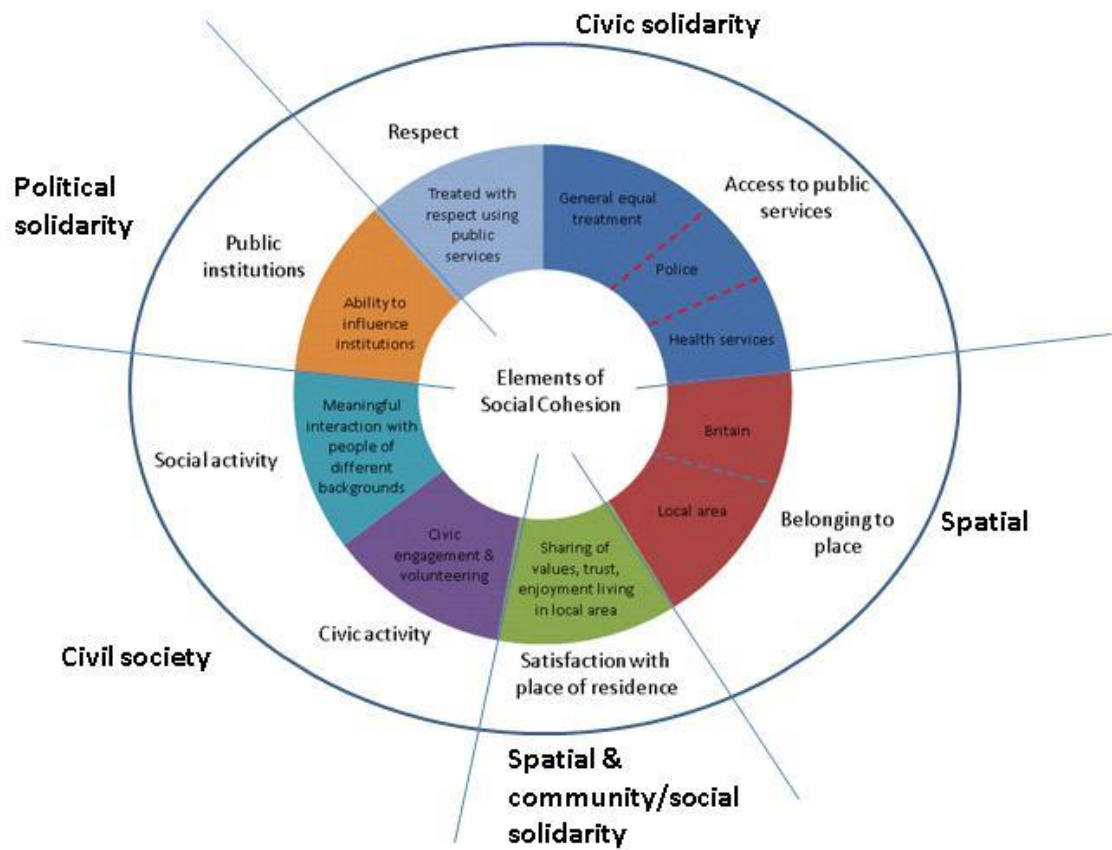 Civic solidarity
Respect
Political
solidarity
Public
institutions
Access to public
services
Treated with
respect using
public
services
General equal
treatment
Police
Health services
Ability to
influence
institutions
Elements of
Social Cohesion
Meaningful
interaction with
people of
different
backgrounds
Social activity
Britain
Local area
Belonging to
place
Spatial
Civic
engagement &
volunteering
Sharing of
values, trust,
enjoyment living
in local area
Civic activity
Civil society
Satisfaction with
place of residence
Spatial &
community/social
solidarity